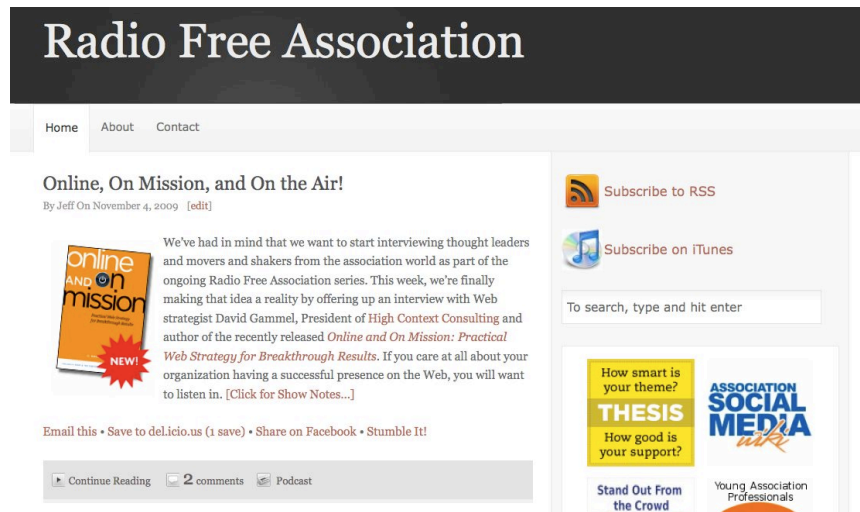 Radio Free Association
Home About Contact
Online, On Mission, and On the Air!
By Jeff On November 4, 2009 [edit]
online
AND on
mission
Practical Web Strategy
for Breakthrough Results
NEW!
We've had in mind that we want to start interviewing thought leaders
and movers and shakers from the association world as part of the
ongoing Radio Free Association series. This week, we're finally
making that idea a reality by offering up an interview with Web
strategist David Gammel, President of High Context Consulting and
author of the recently released Online and On Mission: Practical
Web Strategy for Breakthrough Results. If you care at all about your
organization having a successful presence on the Web, you will want
to listen in. [Click for Show Notes...]
Email this • Save to del.icio.us (1 save) • Share on Facebook • Stumble It!
Continue Reading 2 comments Podcast
Subscribe to RSS
Subscribe on iTunes
To search, type and hit enter
How smart is
your theme?
THESIS
How good is
your support?
ASSOCIATION
SOCIAL
MEDIA
wiki
Stand Out From
the Crowd
Young Association
Professionals